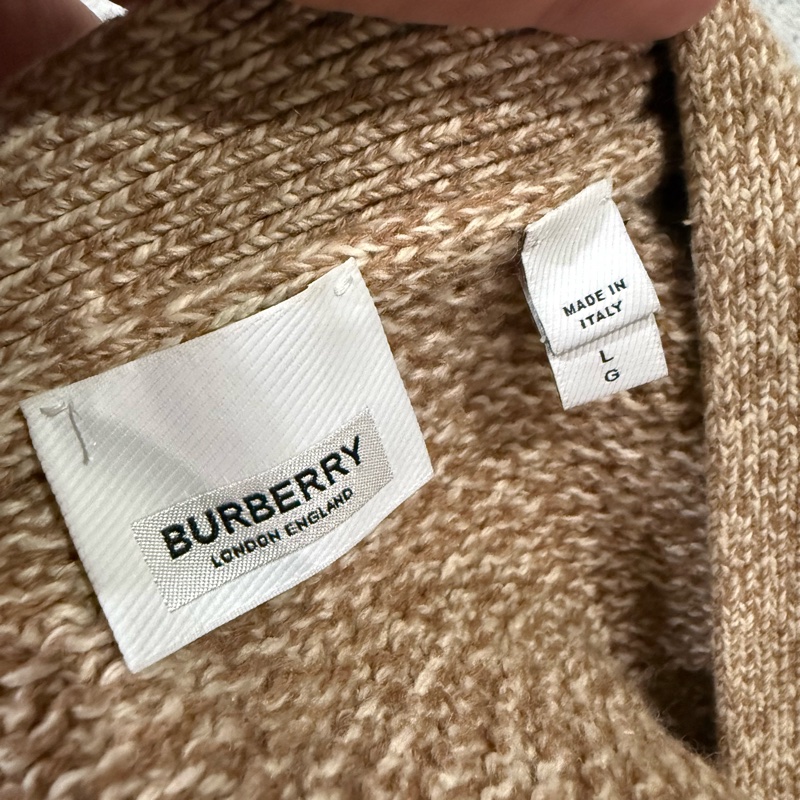 BURBERRY
LONDON ENGLAND
MADE IN
ITALY
L
G